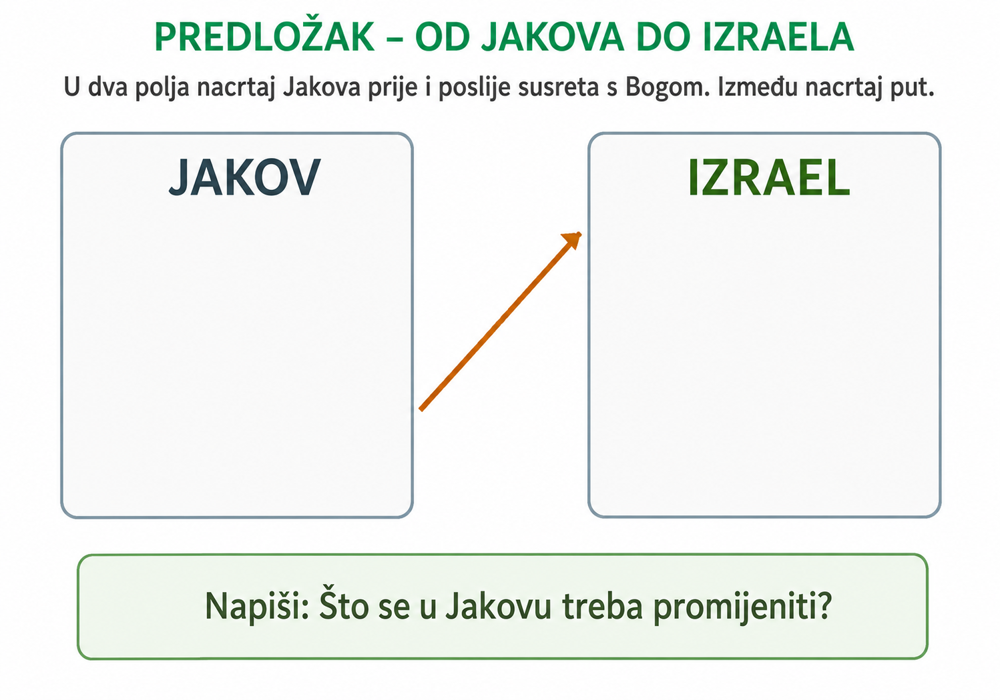 PREDLOŽAK – OD JAKOVA DO IZRAELA
U dva polja nacrtaj Jakova prije i poslije susreta s Bogom. Između nacrtaj put.
JAKOV
IZRAEL
Napiši: Što se u Jakovu treba promijeniti?